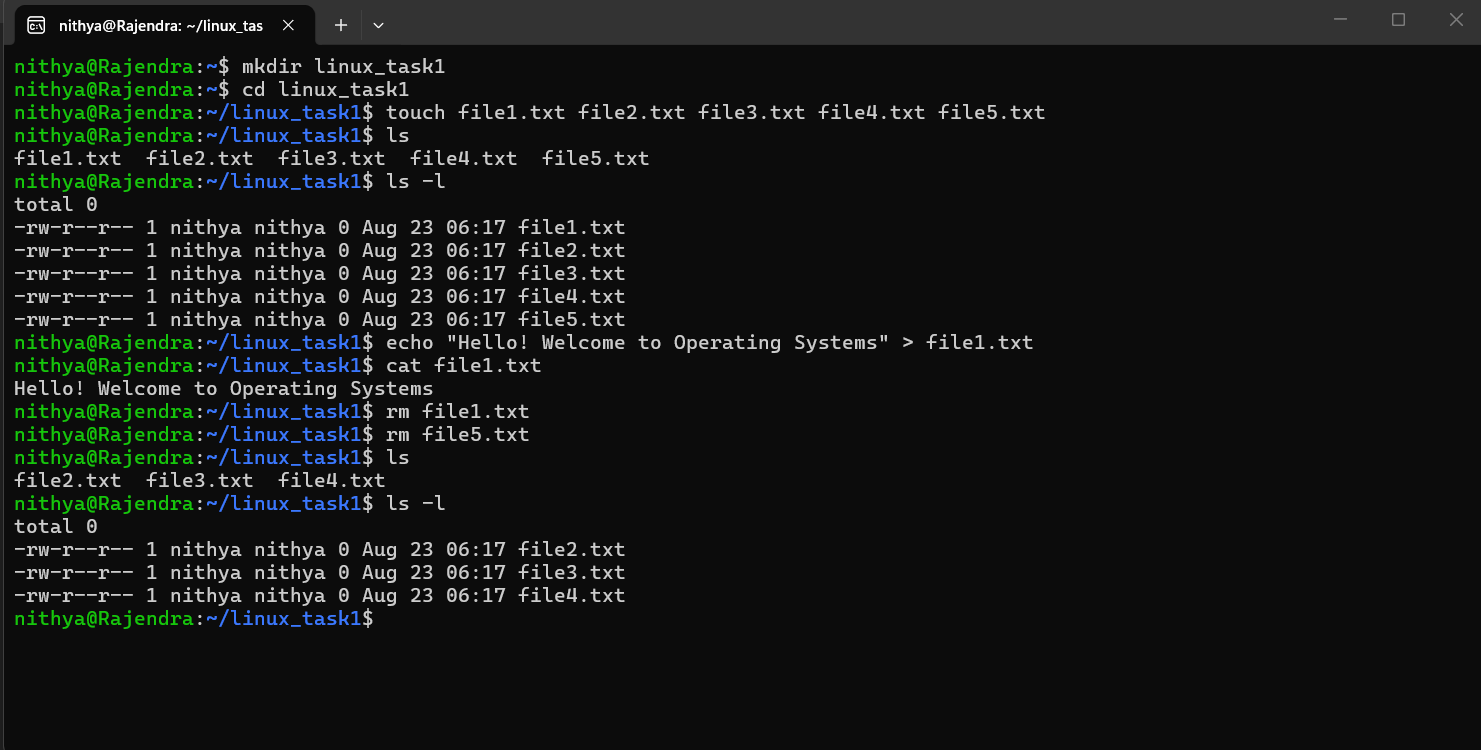 nithya@Rajendra: ~/linux_tas
nithya@Rajendra:~$ mkdir linux_task1
nithya@Rajendra:~$ cd linux_task1
nithya@Rajendra:~/linux_task1$ touch file1.txt file2.txt file3.txt file4.txt file5.txt
nithya@Rajendra:~/linux_task1$ ls
file1.txt  file2.txt  file3.txt  file4.txt  file5.txt
nithya@Rajendra:~/linux_task1$ ls -l
total 0
-rw-r--r-- 1 nithya nithya 0 Aug 23 06:17 file1.txt
-rw-r--r-- 1 nithya nithya 0 Aug 23 06:17 file2.txt
-rw-r--r-- 1 nithya nithya 0 Aug 23 06:17 file3.txt
-rw-r--r-- 1 nithya nithya 0 Aug 23 06:17 file4.txt
-rw-r--r-- 1 nithya nithya 0 Aug 23 06:17 file5.txt
nithya@Rajendra:~/linux_task1$ echo "Hello! Welcome to Operating Systems" > file1.txt
nithya@Rajendra:~/linux_task1$ cat file1.txt
Hello! Welcome to Operating Systems
nithya@Rajendra:~/linux_task1$ rm file1.txt
nithya@Rajendra:~/linux_task1$ rm file5.txt
nithya@Rajendra:~/linux_task1$ ls
file2.txt  file3.txt  file4.txt
nithya@Rajendra:~/linux_task1$ ls -l
total 0
-rw-r--r-- 1 nithya nithya 0 Aug 23 06:17 file2.txt
-rw-r--r-- 1 nithya nithya 0 Aug 23 06:17 file3.txt
-rw-r--r-- 1 nithya nithya 0 Aug 23 06:17 file4.txt
nithya@Rajendra:~/linux_task1$